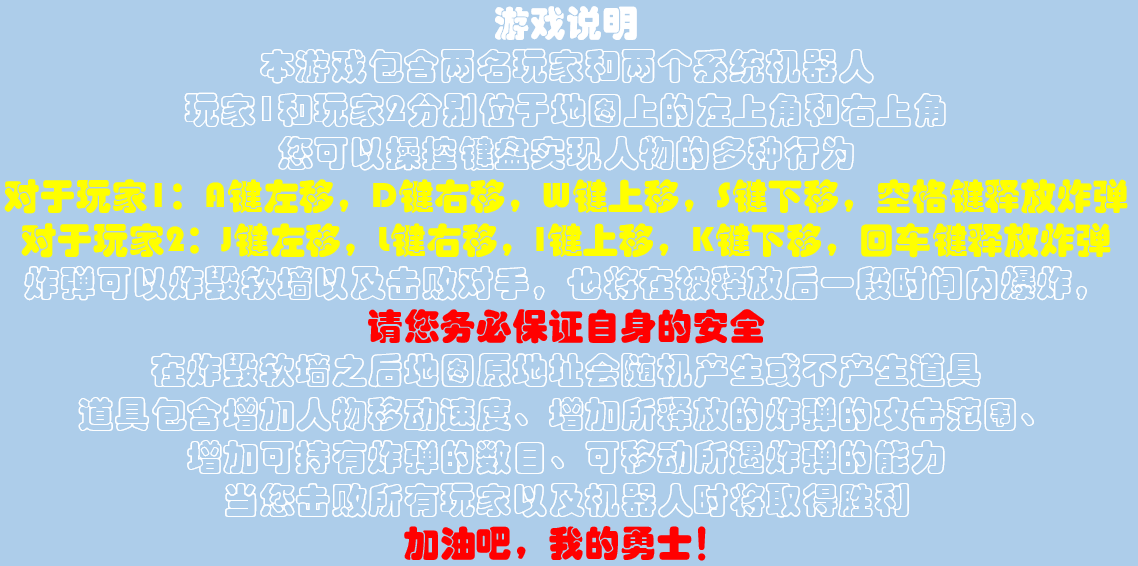 游戏说明
本游戏包含两名玩家和两个系统机器人
玩家1和玩家2分别位于地图上的左上角和右上角
您可以操控键盘实现人物的多种行为
对于玩家1：A键左移，D键右移，W键上移，S键下移，空格键释放炸弹
对于玩家2：J键左移，L键右移，I键上移，K键下移，回车键释放炸弹
炸弹可以炸毁软墙以及击败对手，也将在被释放后一段时间内爆炸，
请您务必保证自身的安全
在炸毁软墙之后地图原地址会随机产生或不产生道具
道具包含增加人物移动速度、增加所释放的炸弹的攻击范围、
增加可持有炸弹的数目、可移动所遇炸弹的能力
当您击败所有玩家以及机器人时将取得胜利
加油吧，我的勇士！